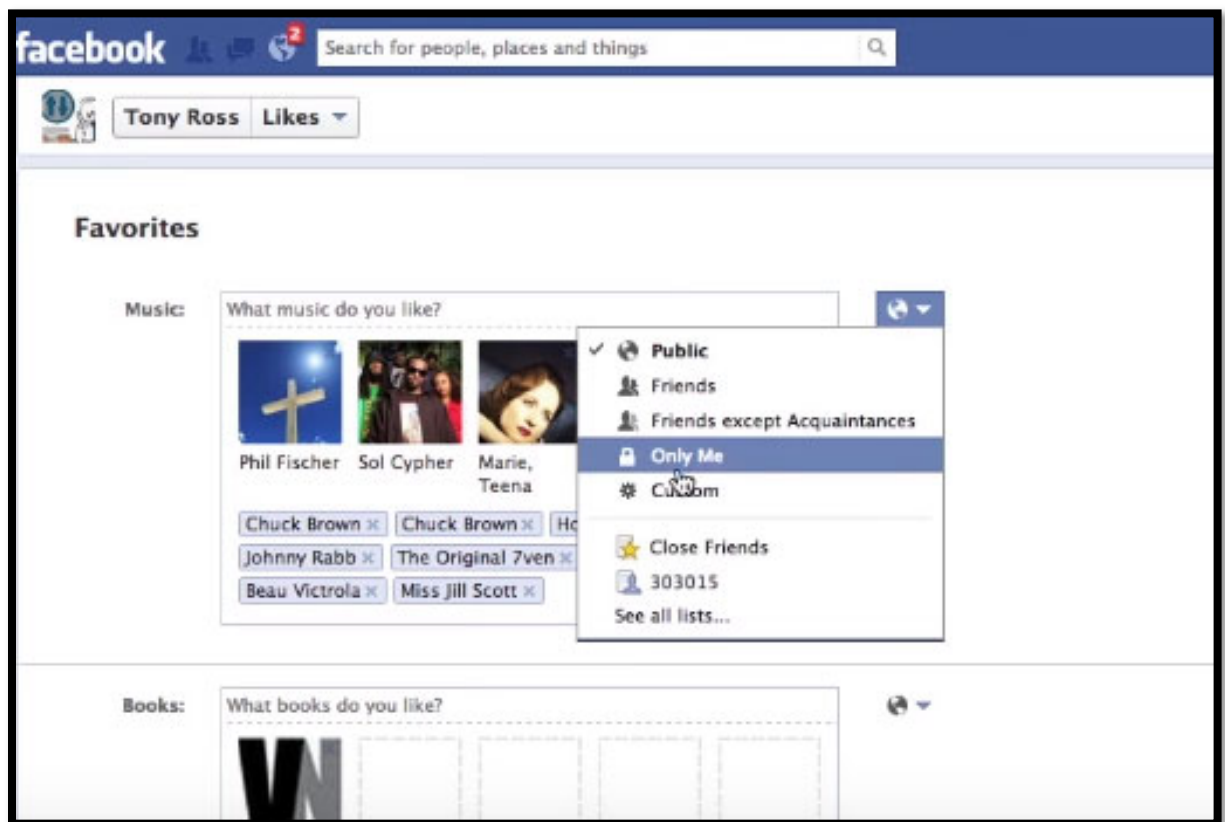 facebook 2 Search for people, places and things
Tony Ross Likes
Favorites
Music: What music do you like?
Public
Friends
Friends except Acquaintances
Only Me
Custom
Close Friends
303015
See all lists...
Phil Fischer Sol Cypher Marie,
Teena
Chuck Brown × Chuck Brown ×
Johnny Rabb × The Original 7ven ×
Beau Victrola × Miss Jill Scott ×
Books: What books do you like?